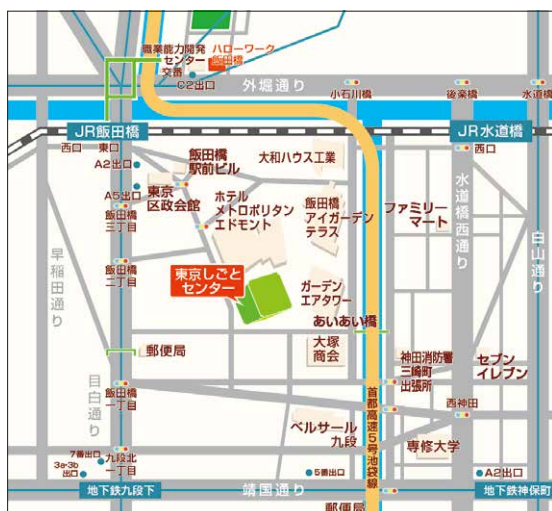 職業能力開発
センター
ハローワーク
飯田橋
交番
C2出口
外堀通り
小石川橋
後楽橋
水道橋
JR飯田橋
JR水道橋
西口
東口
西口
A2出口
飯田橋
駅前ビル
大和ハウス工業
A5出口
東京
区政会館
飯田橋
三丁目
ホテル
メトロポリタン
エドモント
飯田橋
アイガーデン
テラス
ファミリー
マート
水道橋西通り
白山通り
早稲田通り
飯田橋
二丁目
東京しごと
センター
ガーデン
エアタワー
あいあい橋
郵便局
大塚
商会
神田消防署
三崎町
出張所
セブン
イレブン
目白通り
飯田橋
一丁目
首都高速5号池袋線
西神田
ベルサール
九段
専修大学
7番出口
九段北
一丁目
3a・3b
出口
5番出口
A2出口
地下鉄九段下
靖国通り
地下鉄神保町
郵便局